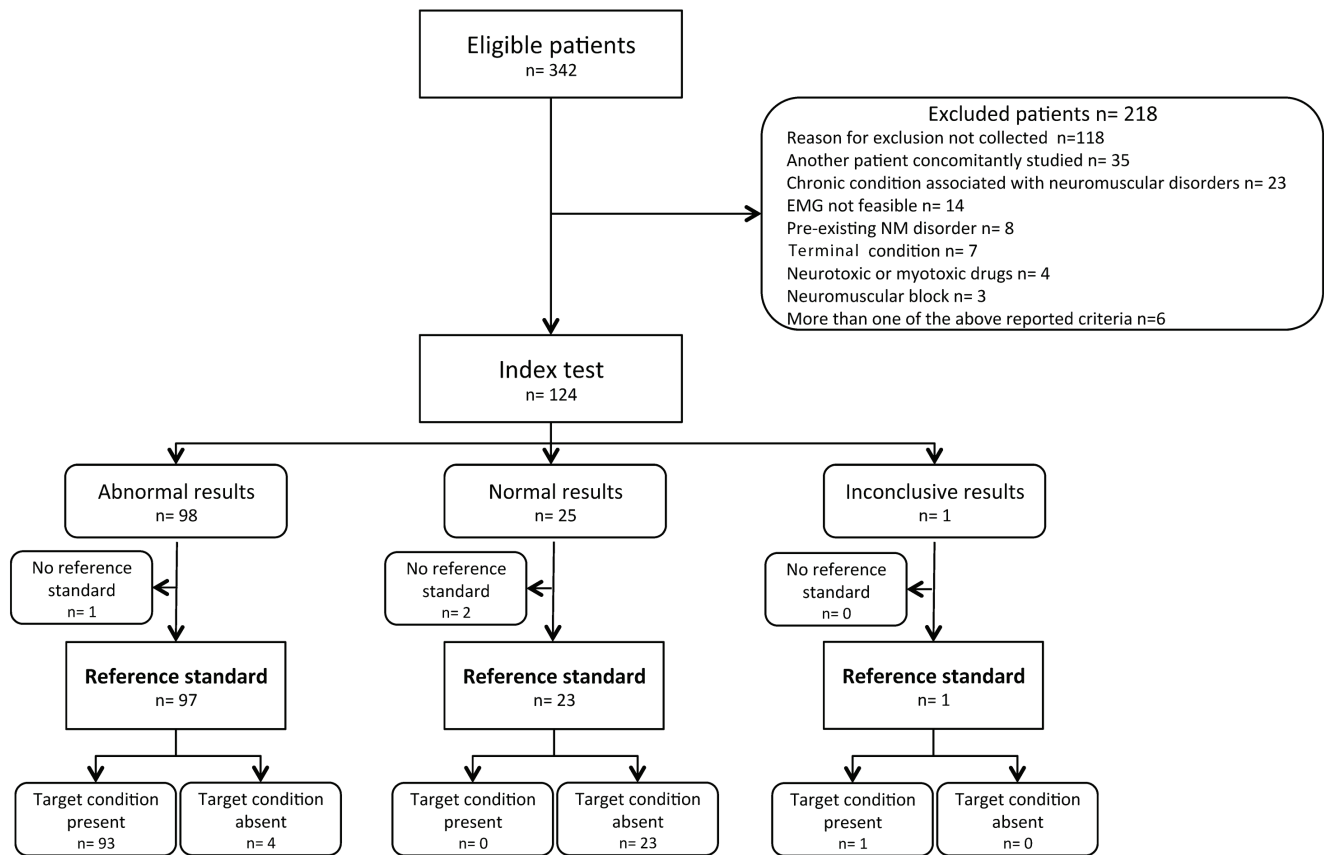 Eligible patients
n= 342
Excluded patients n= 218
Reason for exclusion not collected  n=118
Another patient concomitantly studied n= 35
Chronic condition associated with neuromuscular disorders n= 23
EMG not feasible n= 14
Pre-existing NM disorder n= 8
Terminal condition n= 7
Neurotoxic or myotoxic drugs n= 4
Neuromuscular block n= 3
More than one of the above reported criteria n=6
Index test
n= 124
Abnormal results
n= 98
Normal results
n= 25
Inconclusive results
n= 1
No reference
standard
n= 1
No reference
standard
n= 2
No reference
standard
n= 0
Reference standard
n= 97
Reference standard
n= 23
Reference standard
n= 1
Target condition
present
n= 93
Target condition
absent
n= 4
Target condition
present
n= 0
Target condition
absent
n= 23
Target condition
present
n= 1
Target condition
absent
n= 0